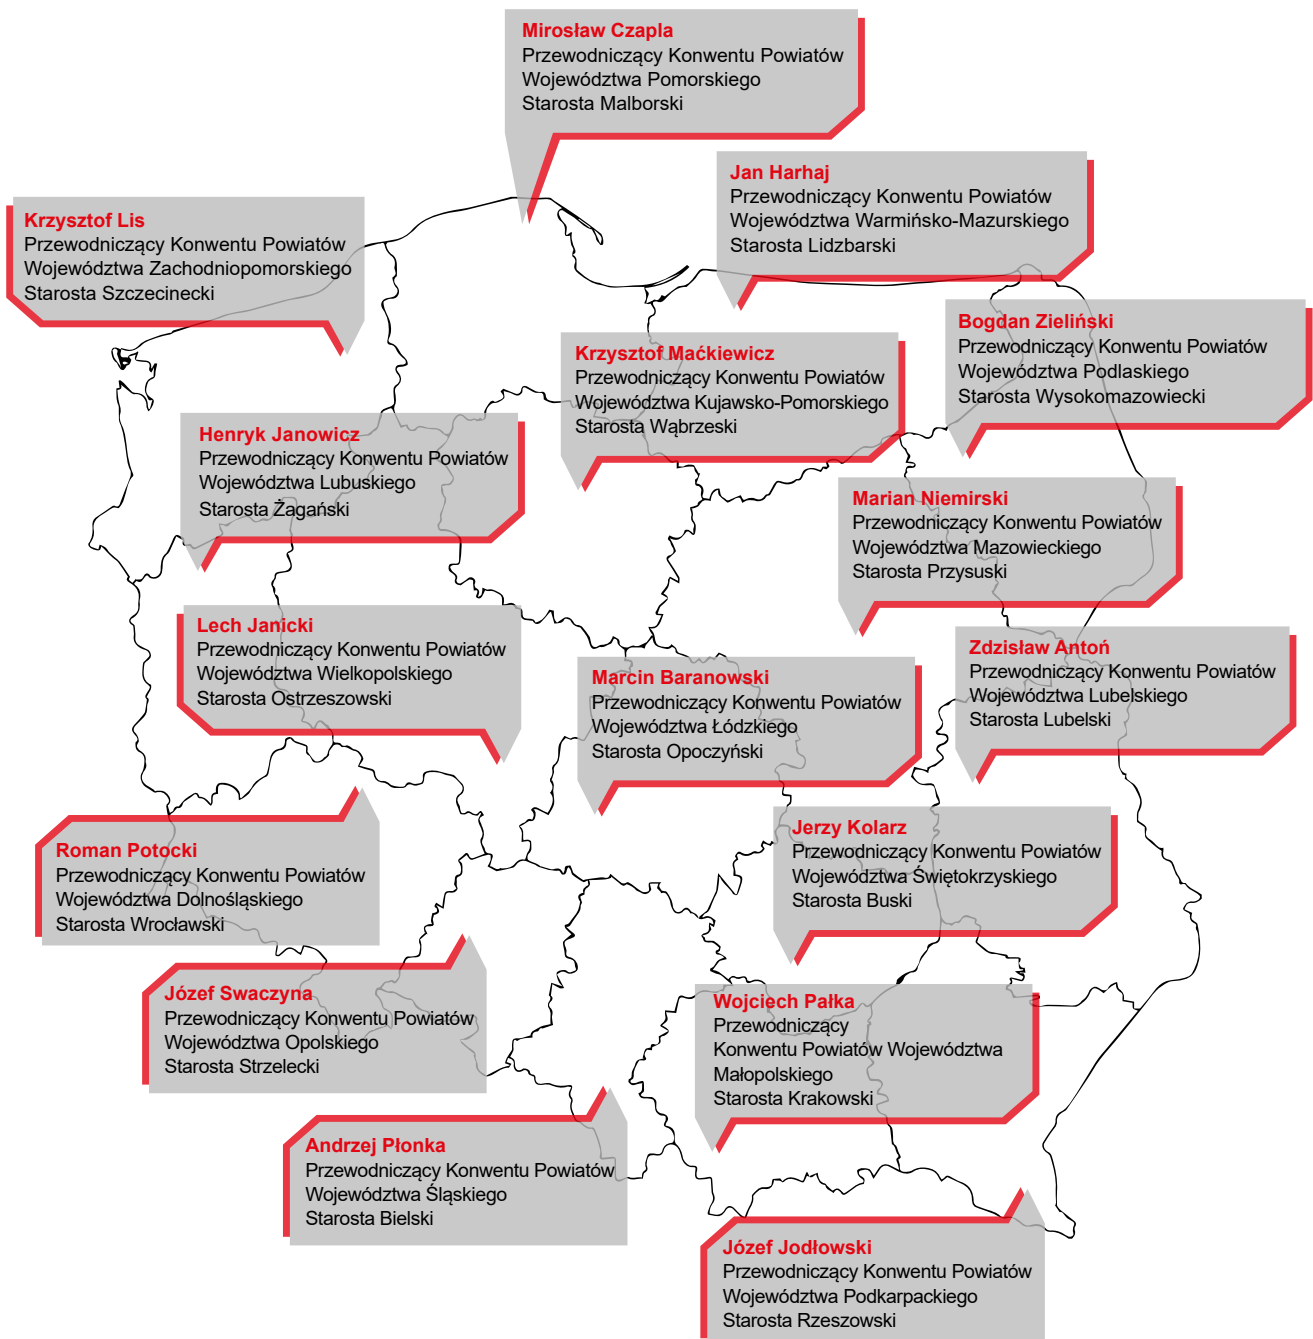 Mirosław Czapla
Przewodniczący Konwentu Powiatów
Województwa Pomorskiego
Starosta Malborski
Jan Harhaj
Przewodniczący Konwentu Powiatów
Województwa Warmińsko-Mazurskiego
Starosta Lidzbarski
Krzysztof Lis
Przewodniczący Konwentu Powiatów
Województwa Zachodniopomorskiego
Starosta Szczecinecki
Bogdan Zieliński
Przewodniczący Konwentu Powiatów
Województwa Podlaskiego
Starosta Wysokomazowiecki
Krzysztof Maćkiewicz
Przewodniczący Konwentu Powiatów
Województwa Kujawsko-Pomorskiego
Starosta Wąbrzeski
Henryk Janowicz
Przewodniczący Konwentu Powiatów
Województwa Lubuskiego
Starosta Żagański
Marian Niemirski
Przewodniczący Konwentu Powiatów
Województwa Mazowieckiego
Starosta Przysuski
Lech Janicki
Przewodniczący Konwentu Powiatów
Województwa Wielkopolskiego
Starosta Ostrzeszowski
Zdzisław Antoń
Przewodniczący Konwentu Powiatów
Województwa Lubelskiego
Starosta Lubelski
Marcin Baranowski
Przewodniczący Konwentu Powiatów
Województwa Łódzkiego
Starosta Opoczyński
Jerzy Kolarz
Przewodniczący Konwentu Powiatów
Województwa Świętokrzyskiego
Starosta Buski
Roman Potocki
Przewodniczący Konwentu Powiatów
Województwa Dolnośląskiego
Starosta Wrocławski
Józef Swaczyna
Przewodniczący Konwentu Powiatów
Województwa Opolskiego
Starosta Strzelecki
Wojciech Pałka
Przewodniczący
Konwentu Powiatów Województwa
Małopolskiego
Starosta Krakowski
Andrzej Płonka
Przewodniczący Konwentu Powiatów
Województwa Śląskiego
Starosta Bielski
Józef Jodłowski
Przewodniczący Konwentu Powiatów
Województwa Podkarpackiego
Starosta Rzeszowski